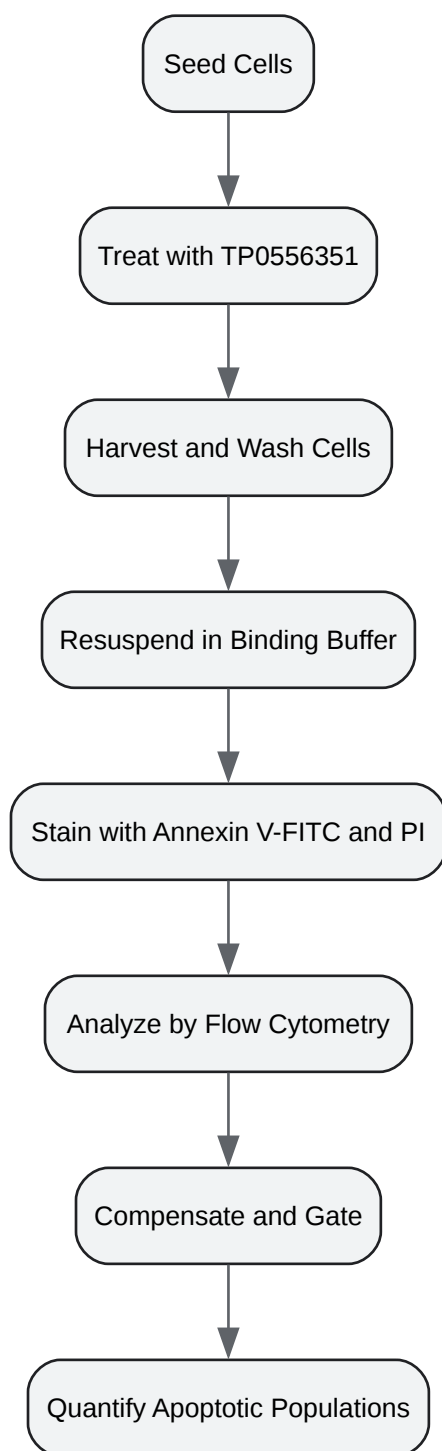 Seed Cells
Treat with TP0556351
Harvest and Wash Cells
Resuspend in Binding Buffer
Stain with Annexin V-FITC and PI
Analyze by Flow Cytometry
Compensate and Gate
Quantify Apoptotic Populations